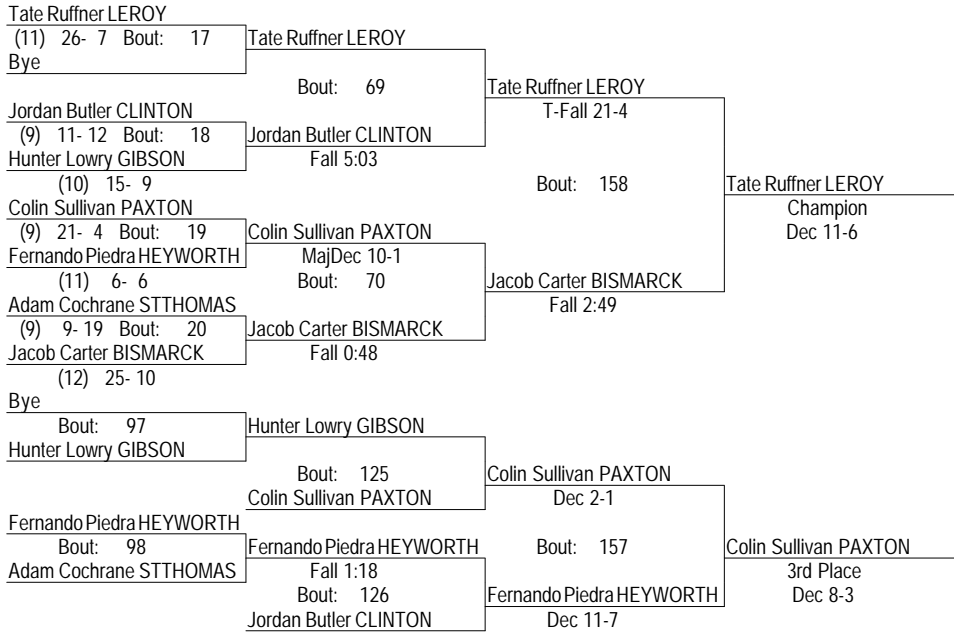 Tate Ruffner LEROY
(11) 26- 7 Bout: 17 Tate Ruffner LEROY
Bye
Bout: 69 Tate Ruffner LEROY
Jordan Butler CLINTON T-Fall 21-4
(9) 11- 12 Bout: 18 Jordan Butler CLINTON
Hunter Lowry GIBSON Fall 5:03
(10) 15- 9 Bout: 158 Tate Ruffner LEROY
Colin Sullivan PAXTON Champion
(9) 21- 4 Bout: 19 Colin Sullivan PAXTON Dec 11-6
Fernando Piedra HEYWORTH MajDec 10-1
(11) 6- 6 Bout: 70 Jacob Carter BISMARCK
Adam Cochrane STTHOMAS Fall 2:49
(9) 9- 19 Bout: 20 Jacob Carter BISMARCK
Jacob Carter BISMARCK Fall 0:48
(12) 25- 10
Bye
Bout: 97 Hunter Lowry GIBSON
Hunter Lowry GIBSON
Bout: 125 Colin Sullivan PAXTON
Colin Sullivan PAXTON Dec 2-1
Fernando Piedra HEYWORTH
Bout: 98 Fernando Piedra HEYWORTH Bout: 157 Colin Sullivan PAXTON
Adam Cochrane STTHOMAS Fall 1:18 3rd Place
Bout: 126 Fernando Piedra HEYWORTH Dec 8-3
Jordan Butler CLINTON Dec 11-7